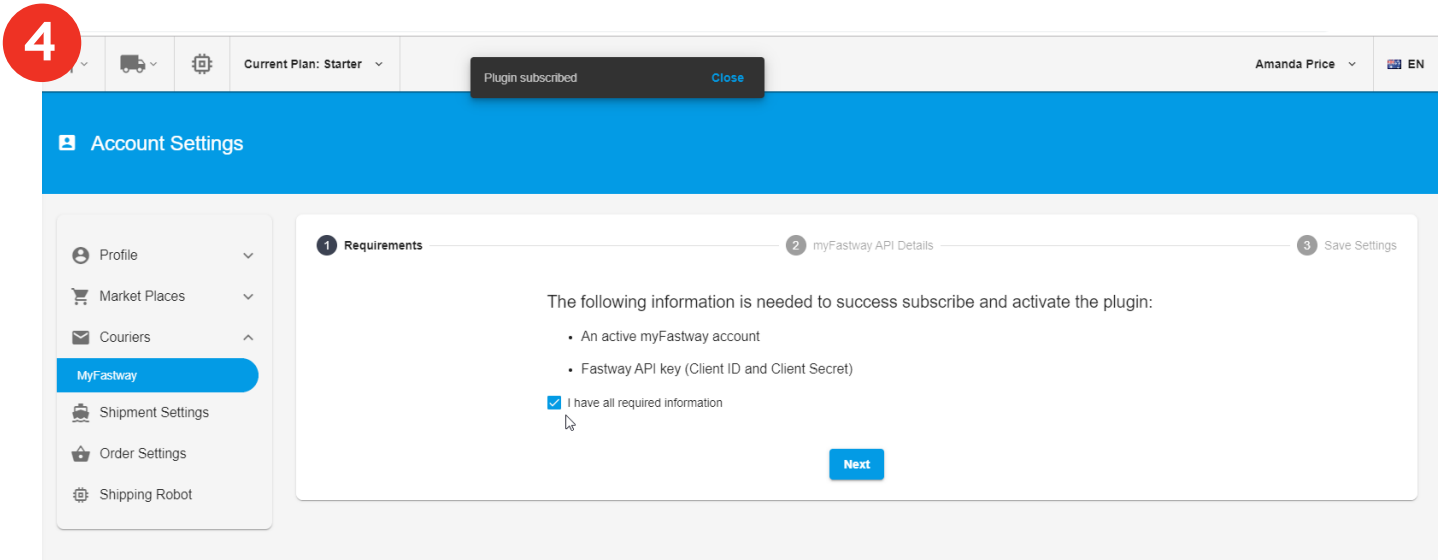 4
Current Plan: Starter
Plugin subscribed
Close
Amanda Price
EN
Account Settings
Profile
Market Places
Couriers
MyFastway
Shipment Settings
Order Settings
Shipping Robot
1 Requirements
2 myFastway API Details
3 Save Settings
The following information is needed to success subscribe and activate the plugin:
• An active myFastway account
• Fastway API key (Client ID and Client Secret)
I have all required information
Next